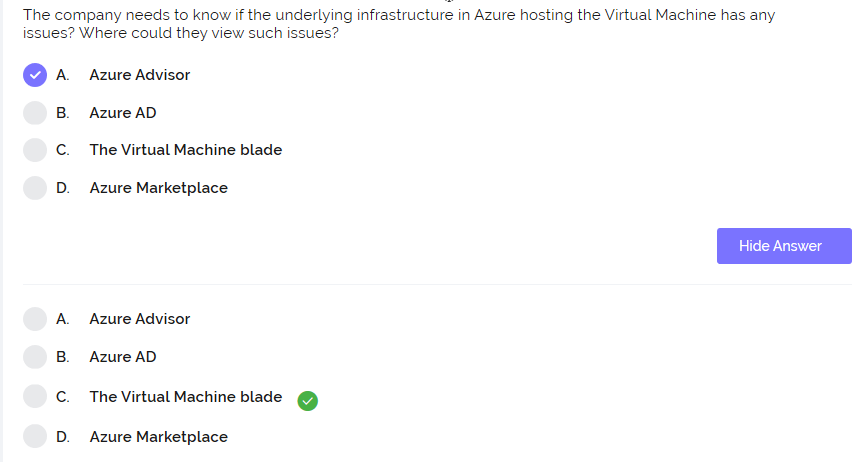 The company needs to know if the underlying infrastructure in Azure hosting the Virtual Machine has any
issues? Where could they view such issues?
A. Azure Advisor
B. Azure AD
C. The Virtual Machine blade
D. Azure Marketplace
Hide Answer
A. Azure Advisor
B. Azure AD
C. The Virtual Machine blade
D. Azure Marketplace